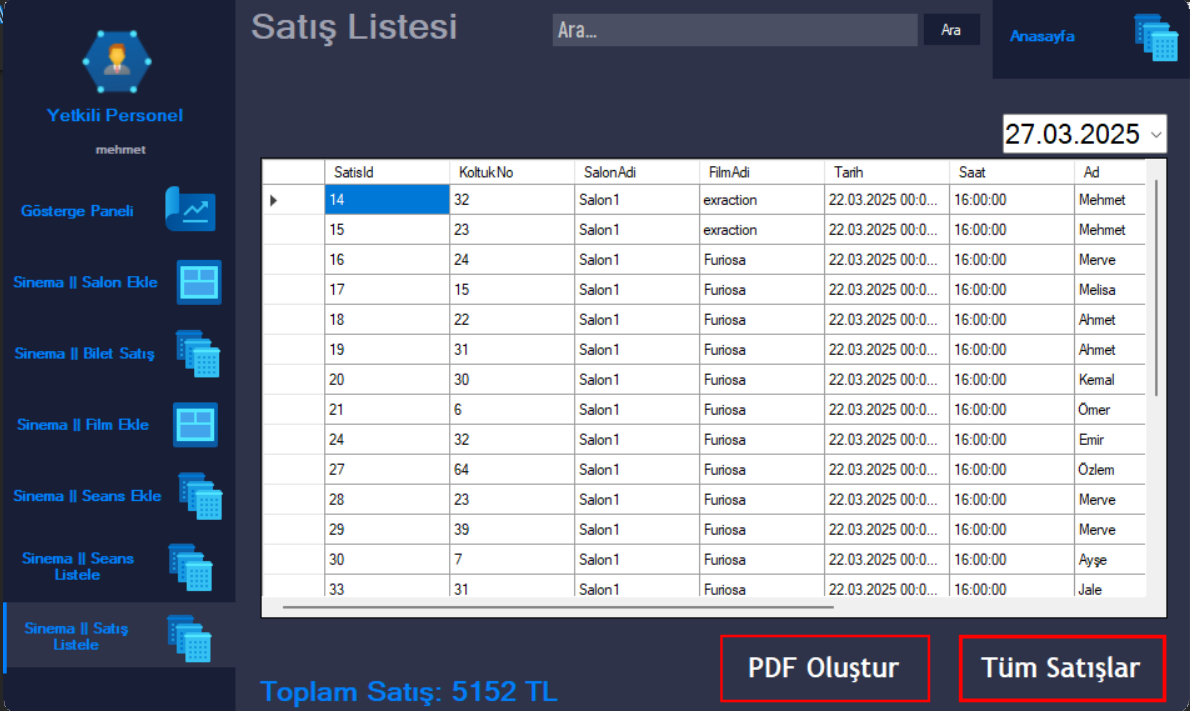 Satış Listesi
Ara...
Ara
Anasayfa
Yetkili Personel
mehmet
Gösterge Paneli
Sinema || Salon Ekle
Sinema || Bilet Satış
Sinema || Film Ekle
Sinema || Seans Ekle
Sinema || Seans
Listele
Sinema || Satış
Listele
27.03.2025
SatisId KoltukNo SalonAdi FilmAdi Tarih Saat Ad
14 32 Salon1 exraction 22.03.2025 00:0... 16:00:00 Mehmet
15 23 Salon1 exraction 22.03.2025 00:0... 16:00:00 Mehmet
16 24 Salon1 Furiosa 22.03.2025 00:0... 16:00:00 Merve
17 15 Salon1 Furiosa 22.03.2025 00:0... 16:00:00 Melisa
18 22 Salon1 Furiosa 22.03.2025 00:0... 16:00:00 Ahmet
19 31 Salon1 Furiosa 22.03.2025 00:0... 16:00:00 Ahmet
20 30 Salon1 Furiosa 22.03.2025 00:0... 16:00:00 Kemal
21 6 Salon1 Furiosa 22.03.2025 00:0... 16:00:00 Ömer
24 32 Salon1 Furiosa 22.03.2025 00:0... 16:00:00 Emir
27 64 Salon1 Furiosa 22.03.2025 00:0... 16:00:00 Özlem
28 23 Salon1 Furiosa 22.03.2025 00:0... 16:00:00 Merve
29 39 Salon1 Furiosa 22.03.2025 00:0... 16:00:00 Merve
30 7 Salon1 Furiosa 22.03.2025 00:0... 16:00:00 Ayşe
33 31 Salon1 Furiosa 22.03.2025 00:0... 16:00:00 Jale
PDF Oluştur
Tüm Satışlar
Toplam Satış: 5152 TL